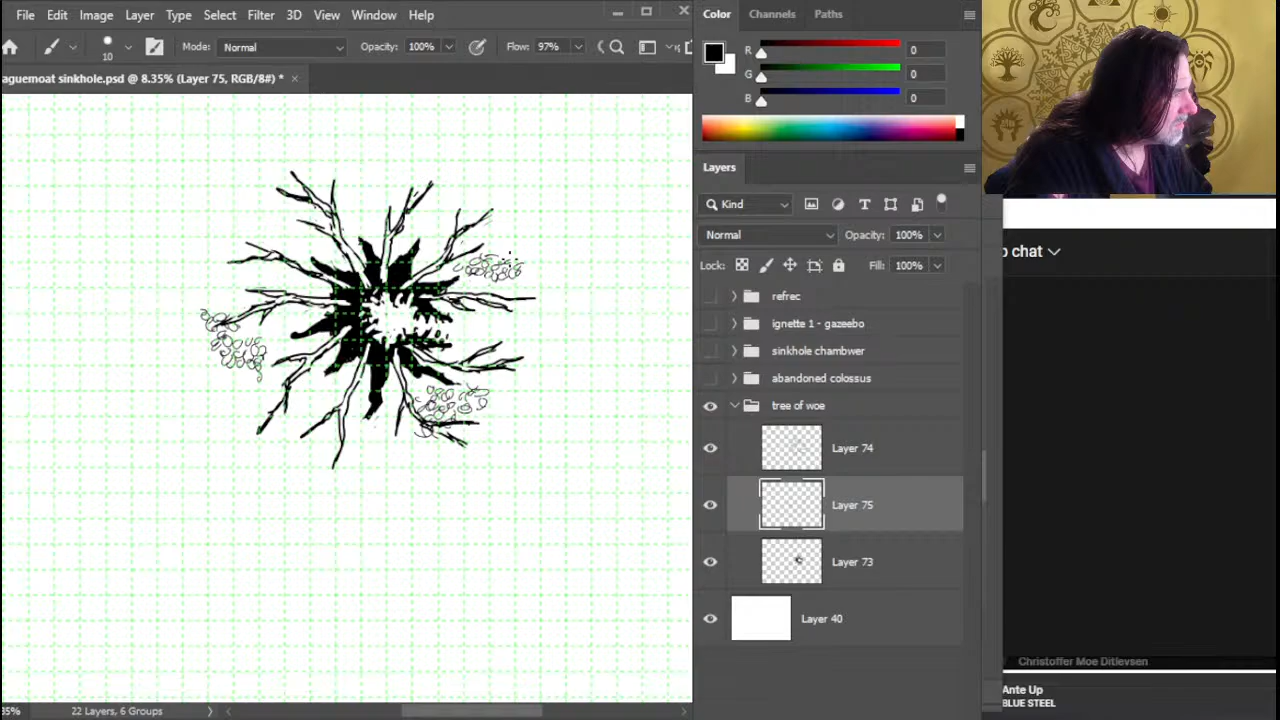 File Edit Image Layer Type Select Filter 3D View Window Help
10 Mode: Normal Opacity: 100% Flow: 97%
aguemoat sinkhole.psd @ 8.35% (Layer 75, RGB/8#) *
Color Channels Paths
R 0
G 0
B 0
Layers
Kind
Normal Opacity: 100%
Lock: Fill: 100%
refrec
ignette 1 - gazeebo
sinkhole chambwer
abandoned colossus
tree of woe
Layer 74
Layer 75
Layer 73
Layer 40
35% 22 Layers, 6 Groups
chat
Christoffer Moe Ditlevsen
Ante Up
BLUE STEEL